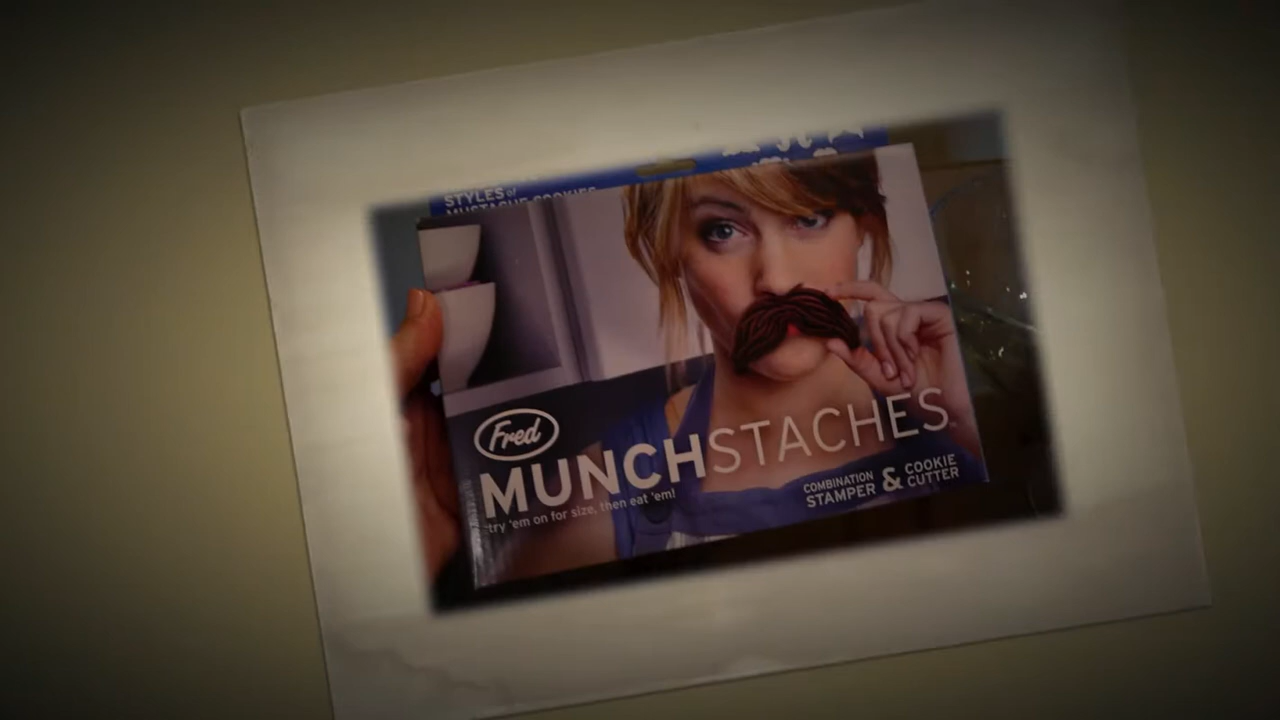 STYLES of
MUSTACHE COOKIES
Fred
MUNCHSTACHES
try 'em on for size, then eat 'em!
COMBINATION
STAMPER & COOKIE
CUTTER